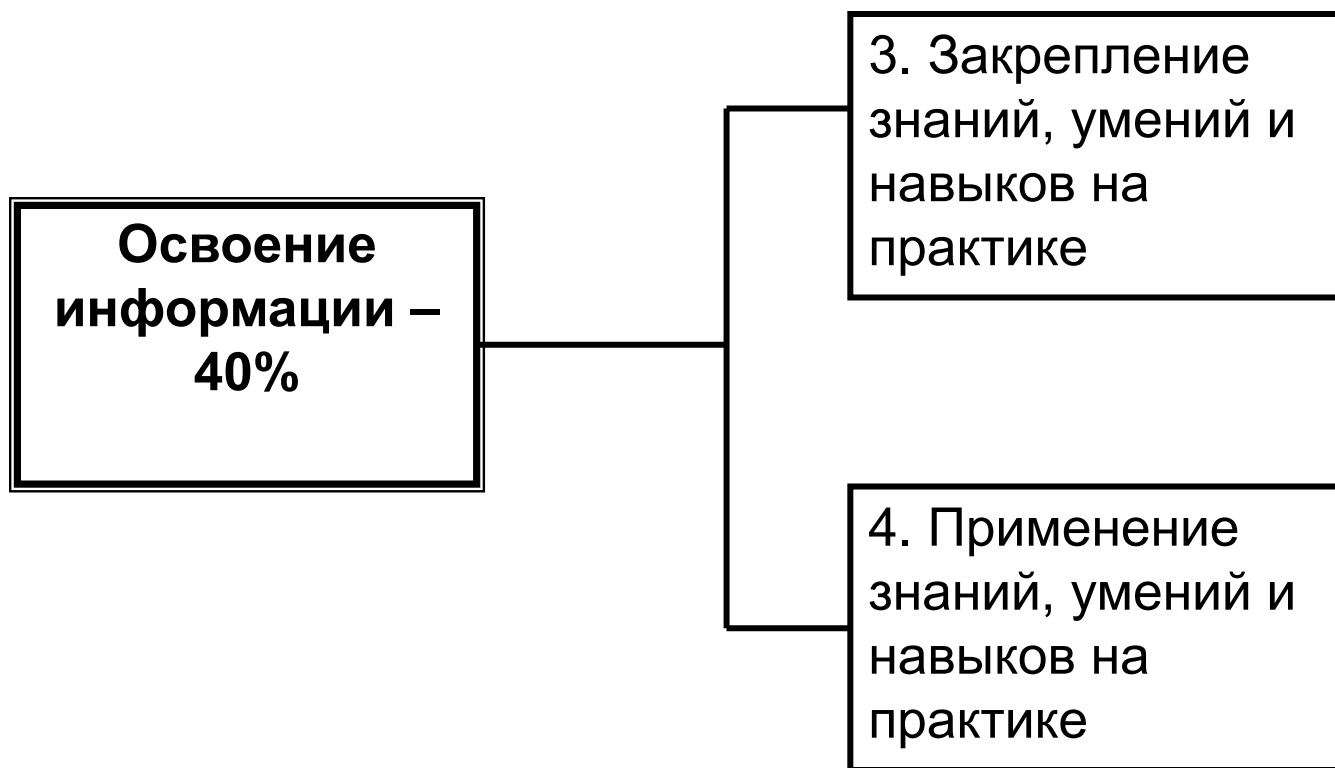 Освоение
информации –
40%
3. Закрепление
знаний, умений и
навыков на
практике
4. Применение
знаний, умений и
навыков на
практике